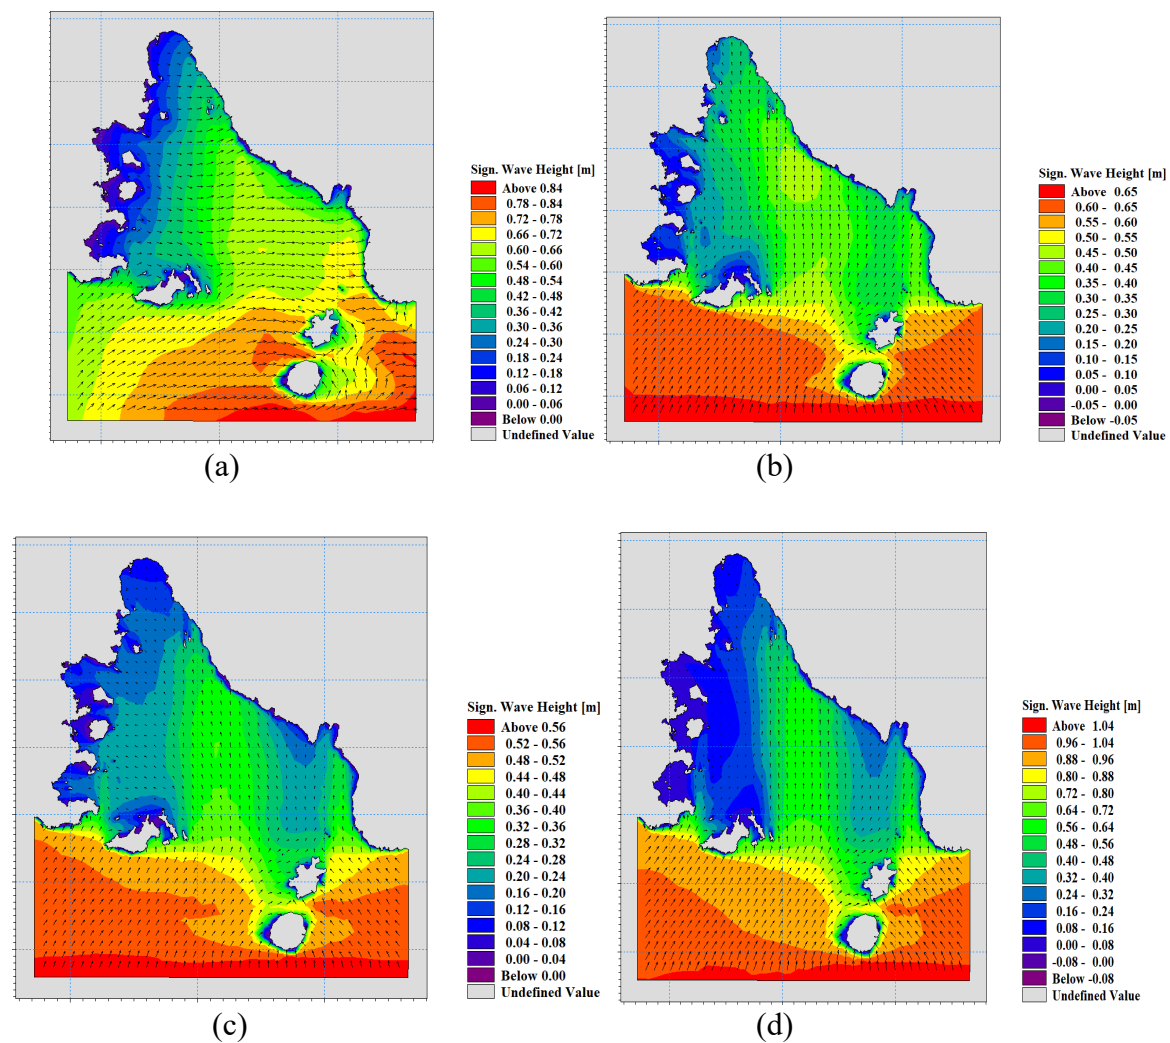 Sign. Wave Height [m]
Above 0.84
0.78 - 0.84
0.72 - 0.78
0.66 - 0.72
0.60 - 0.66
0.54 - 0.60
0.48 - 0.54
0.42 - 0.48
0.36 - 0.42
0.30 - 0.36
0.24 - 0.30
0.18 - 0.24
0.12 - 0.18
0.06 - 0.12
0.00 - 0.06
Below 0.00
Undefined Value
(a)
Sign. Wave Height [m]
Above 0.65
0.60 - 0.65
0.55 - 0.60
0.50 - 0.55
0.45 - 0.50
0.40 - 0.45
0.35 - 0.40
0.30 - 0.35
0.25 - 0.30
0.20 - 0.25
0.15 - 0.20
0.10 - 0.15
0.05 - 0.10
0.00 - 0.05
-0.05 - 0.00
Below -0.05
Undefined Value
(b)
Sign. Wave Height [m]
Above 0.56
0.52 - 0.56
0.48 - 0.52
0.44 - 0.48
0.40 - 0.44
0.36 - 0.40
0.32 - 0.36
0.28 - 0.32
0.24 - 0.28
0.20 - 0.24
0.16 - 0.20
0.12 - 0.16
0.08 - 0.12
0.04 - 0.08
0.00 - 0.04
Below 0.00
Undefined Value
(c)
Sign. Wave Height [m]
Above 1.04
0.96 - 1.04
0.88 - 0.96
0.80 - 0.88
0.72 - 0.80
0.64 - 0.72
0.56 - 0.64
0.48 - 0.56
0.40 - 0.48
0.32 - 0.40
0.24 - 0.32
0.16 - 0.24
0.08 - 0.16
0.00 - 0.08
-0.08 - 0.00
Below -0.08
Undefined Value
(d)